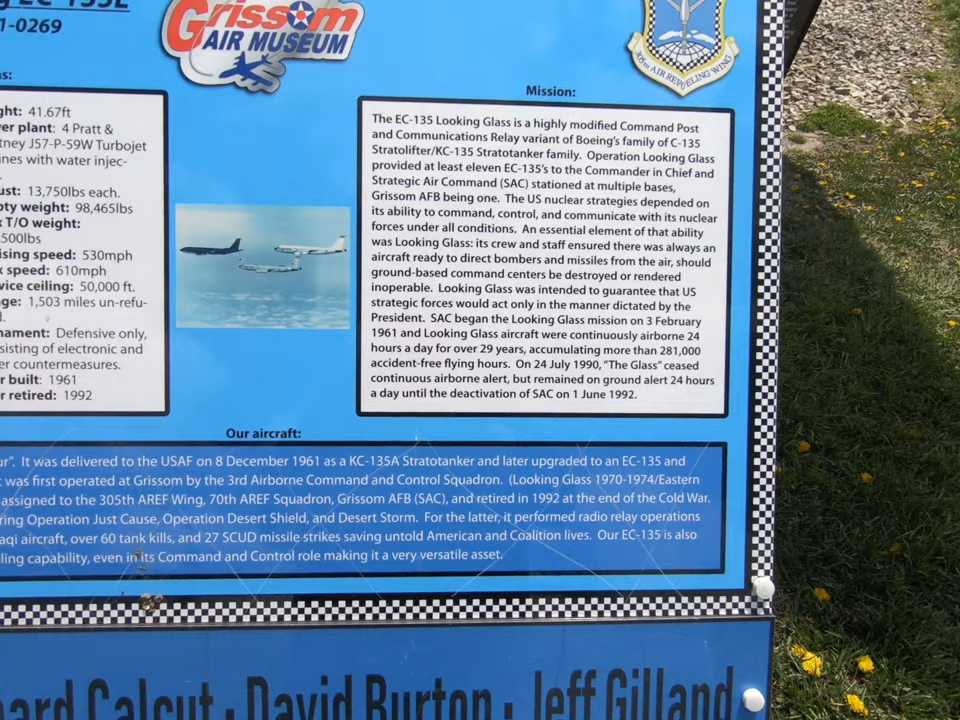 1-0269
Grissom
AIR MUSEUM
305TH AIR REFUELING WING
ght: 41.67ft
er plant: 4 Pratt &
tney J57-P-59W Turbojet
ines with water injec-
ust: 13,750lbs each.
pty weight: 98,465lbs
x T/O weight:
500lbs
ising speed: 530mph
x speed: 610mph
vice ceiling: 50,000 ft.
ge: 1,503 miles un-refu-
nament: Defensive only,
sisting of electronic and
er countermeasures.
r built: 1961
r retired: 1992
Mission:
The EC-135 Looking Glass is a highly modified Command Post
and Communications Relay variant of Boeing's family of C-135
Stratolifter/KC-135 Stratotanker family. Operation Looking Glass
provided at least eleven EC-135's to the Commander in Chief and
Strategic Air Command (SAC) stationed at multiple bases,
Grissom AFB being one. The US nuclear strategies depended on
its ability to command, control, and communicate with its nuclear
forces under all conditions. An essential element of that ability
was Looking Glass: its crew and staff ensured there was always an
aircraft ready to direct bombers and missiles from the air, should
ground-based command centers be destroyed or rendered
inoperable. Looking Glass was intended to guarantee that US
strategic forces would act only in the manner dictated by the
President. SAC began the Looking Glass mission on 3 February
1961 and Looking Glass aircraft were continuously airborne 24
hours a day for over 29 years, accumulating more than 281,000
accident-free flying hours. On 24 July 1990, "The Glass" ceased
continuous airborne alert, but remained on ground alert 24 hours
a day until the deactivation of SAC on 1 June 1992.
Our aircraft:
ur". It was delivered to the USAF on 8 December 1961 as a KC-135A Stratotanker and later upgraded to an EC-135 and
t was first operated at Grissom by the 3rd Airborne Command and Control Squadron. (Looking Glass 1970-1974/Eastern
assigned to the 305th AREF Wing, 70th AREF Squadron, Grissom AFB (SAC), and retired in 1992 at the end of the Cold War.
ring Operation Just Cause, Operation Desert Shield, and Desert Storm. For the latter, it performed radio relay operations
aqi aircraft, over 60 tank kills, and 27 SCUD missile strikes saving untold American and Coalition lives. Our EC-135 is also
ling capability, even in its Command and Control role making it a very versatile asset.
ard Calcut · David Burton · Jeff Gilland